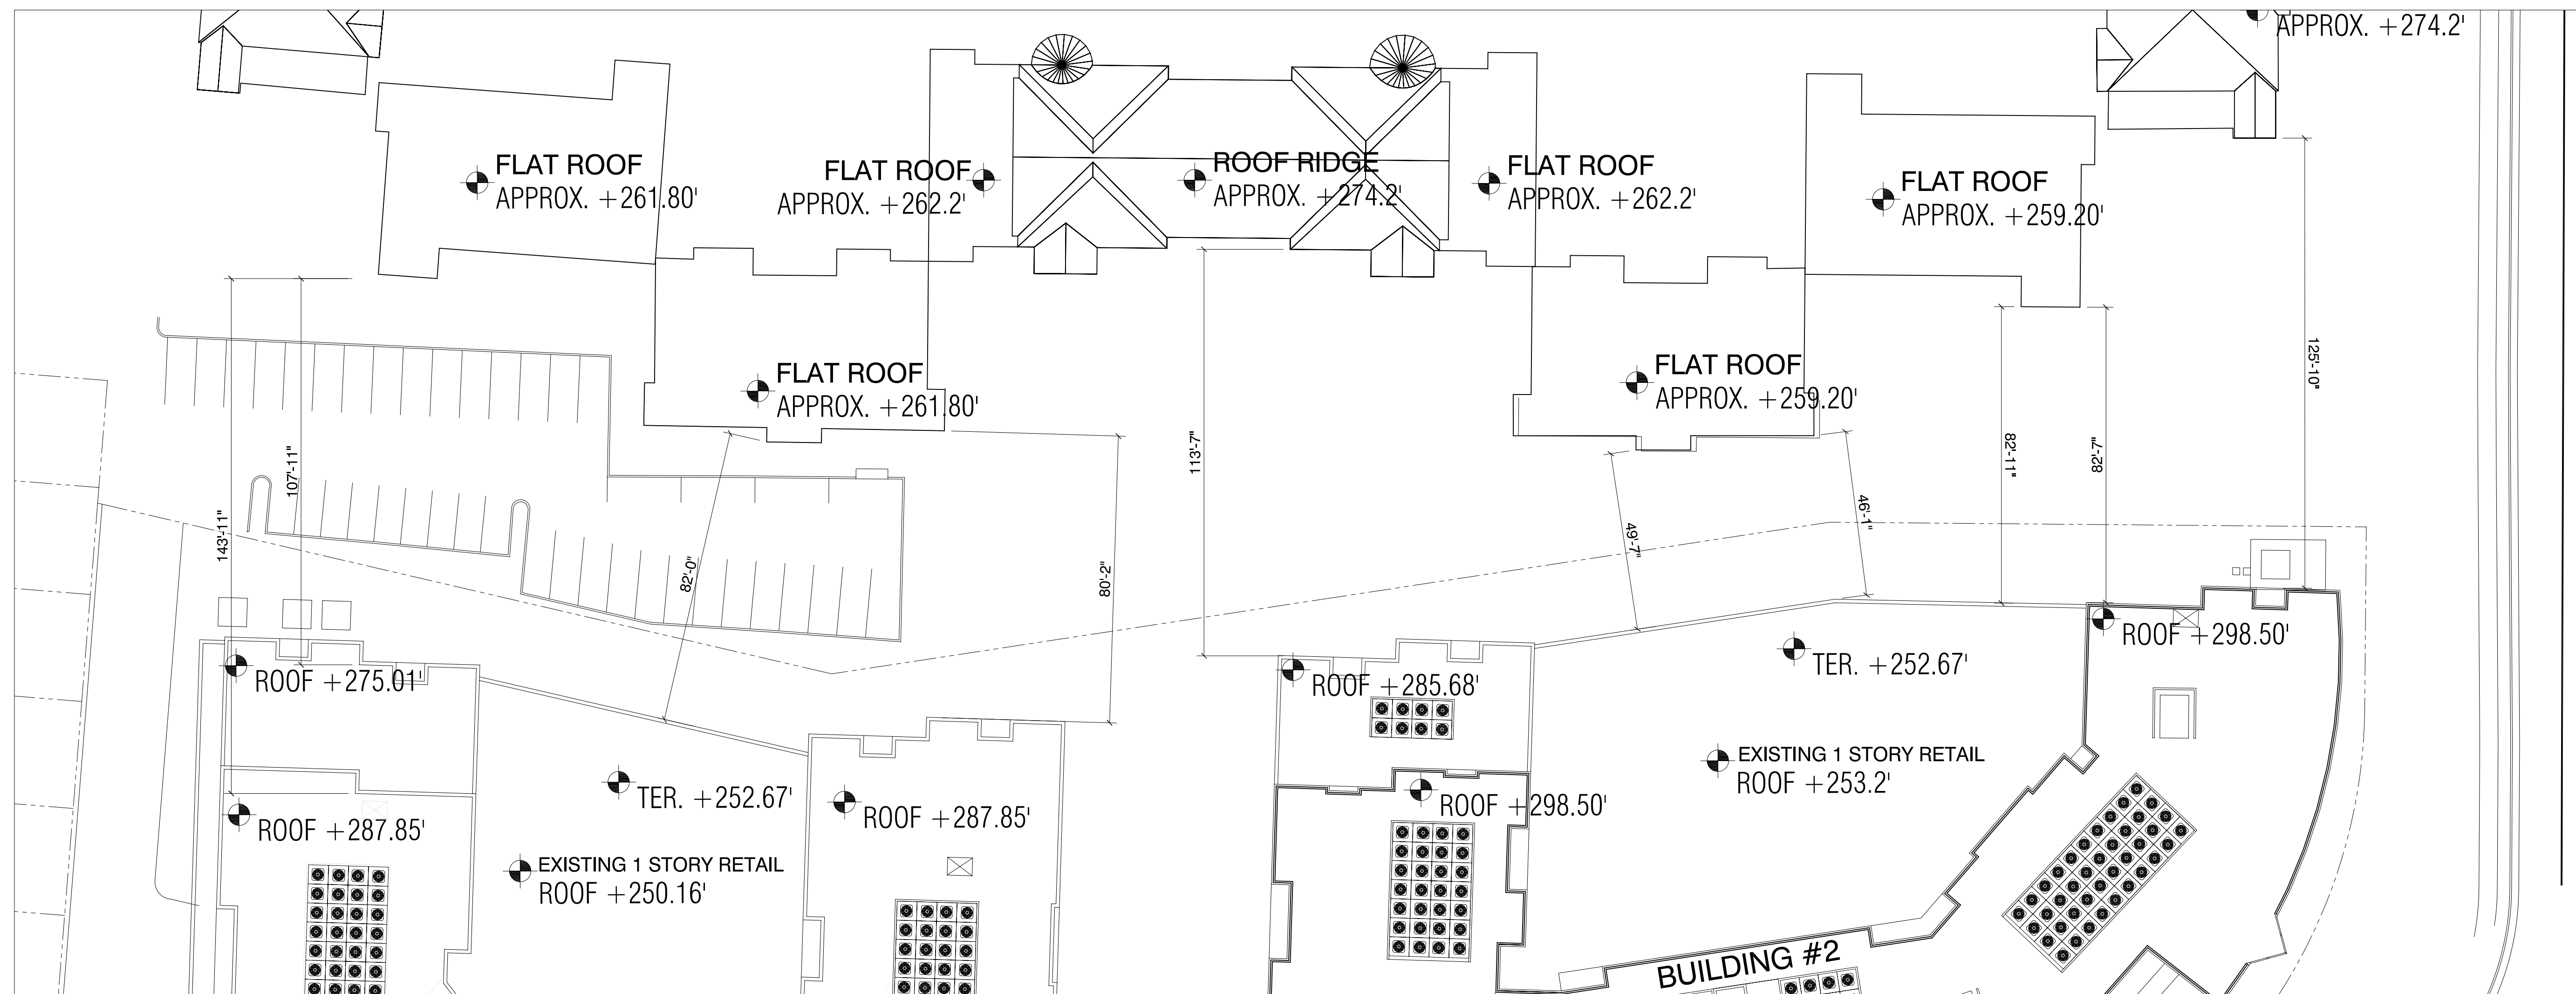 APPROX. +274.2'
FLAT ROOF
APPROX. +261.80'
FLAT ROOF
APPROX. +262.2'
ROOF RIDGE
APPROX. +274.2'
FLAT ROOF
APPROX. +262.2'
FLAT ROOF
APPROX. +259.20'
FLAT ROOF
APPROX. +261.80'
FLAT ROOF
APPROX. +259.20'
143'-11"
107'-11"
82'-0"
80'-2"
113'-7"
49'-7"
46'-1"
82'-11"
82'-7"
125'-10"
ROOF +275.01'
ROOF +285.68'
TER. +252.67'
ROOF +298.50'
ROOF +287.85'
TER. +252.67'
ROOF +287.85'
ROOF +298.50'
EXISTING 1 STORY RETAIL
ROOF +253.2'
EXISTING 1 STORY RETAIL
ROOF +250.16'
BUILDING #2